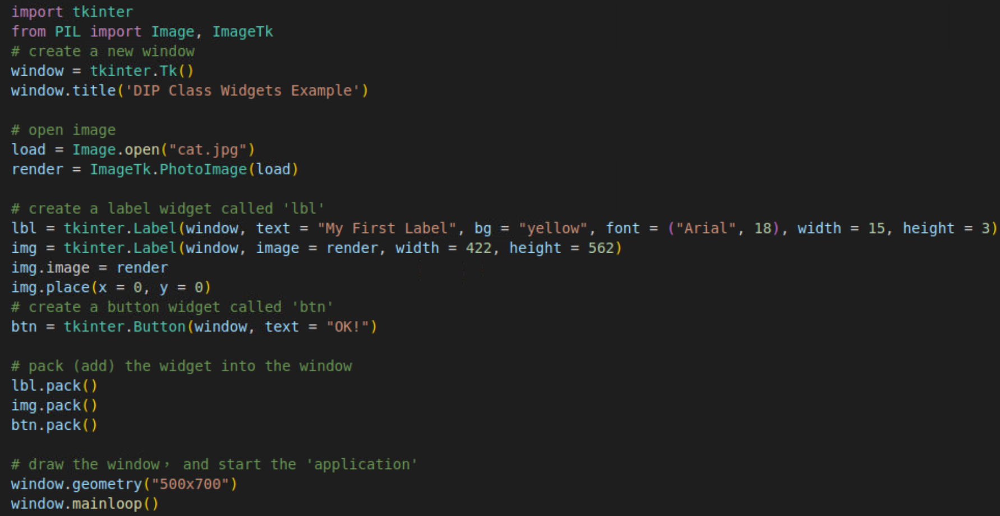 import tkinter
from PIL import Image, ImageTk
# create a new window
window = tkinter.Tk()
window.title('DIP Class Widgets Example')
# open image
load = Image.open("cat.jpg")
render = ImageTk.PhotoImage(load)
# create a label widget called 'lbl'
lbl = tkinter.Label(window, text = "My First Label", bg = "yellow", font = ("Arial", 18), width = 15, height = 3)
img = tkinter.Label(window, image = render, width = 422, height = 562)
img.image = render
img.place(x = 0, y = 0)
# create a button widget called 'btn'
btn = tkinter.Button(window, text = "OK!")
# pack (add) the widget into the window
lbl.pack()
img.pack()
btn.pack()
# draw the window， and start the 'application'
window.geometry("500x700")
window.mainloop()